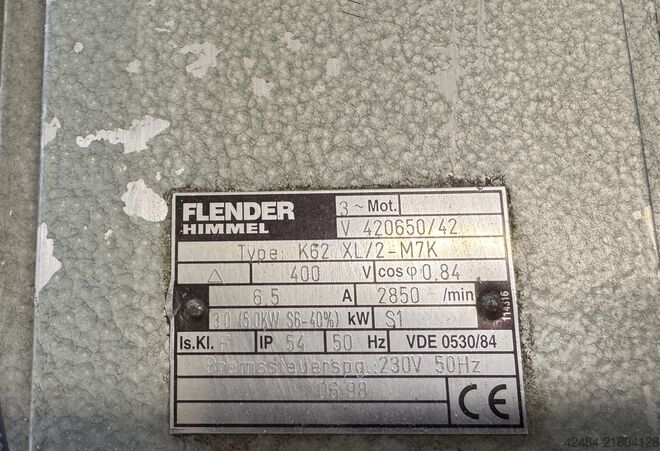 FLENDER HIMMEL 3~Mot.
V 420650/42
Type: K62 XL/2-M7K
△ 400 V cosφ 0,84
6,5 A 2850 /min
3,0 (6,0KW S6-40%) kW S1
Is.Kl. F IP 54 50 Hz VDE 0530/84
Bremssteuerspg.: 230V 50Hz
06.98
CE
114316
42484-21804128